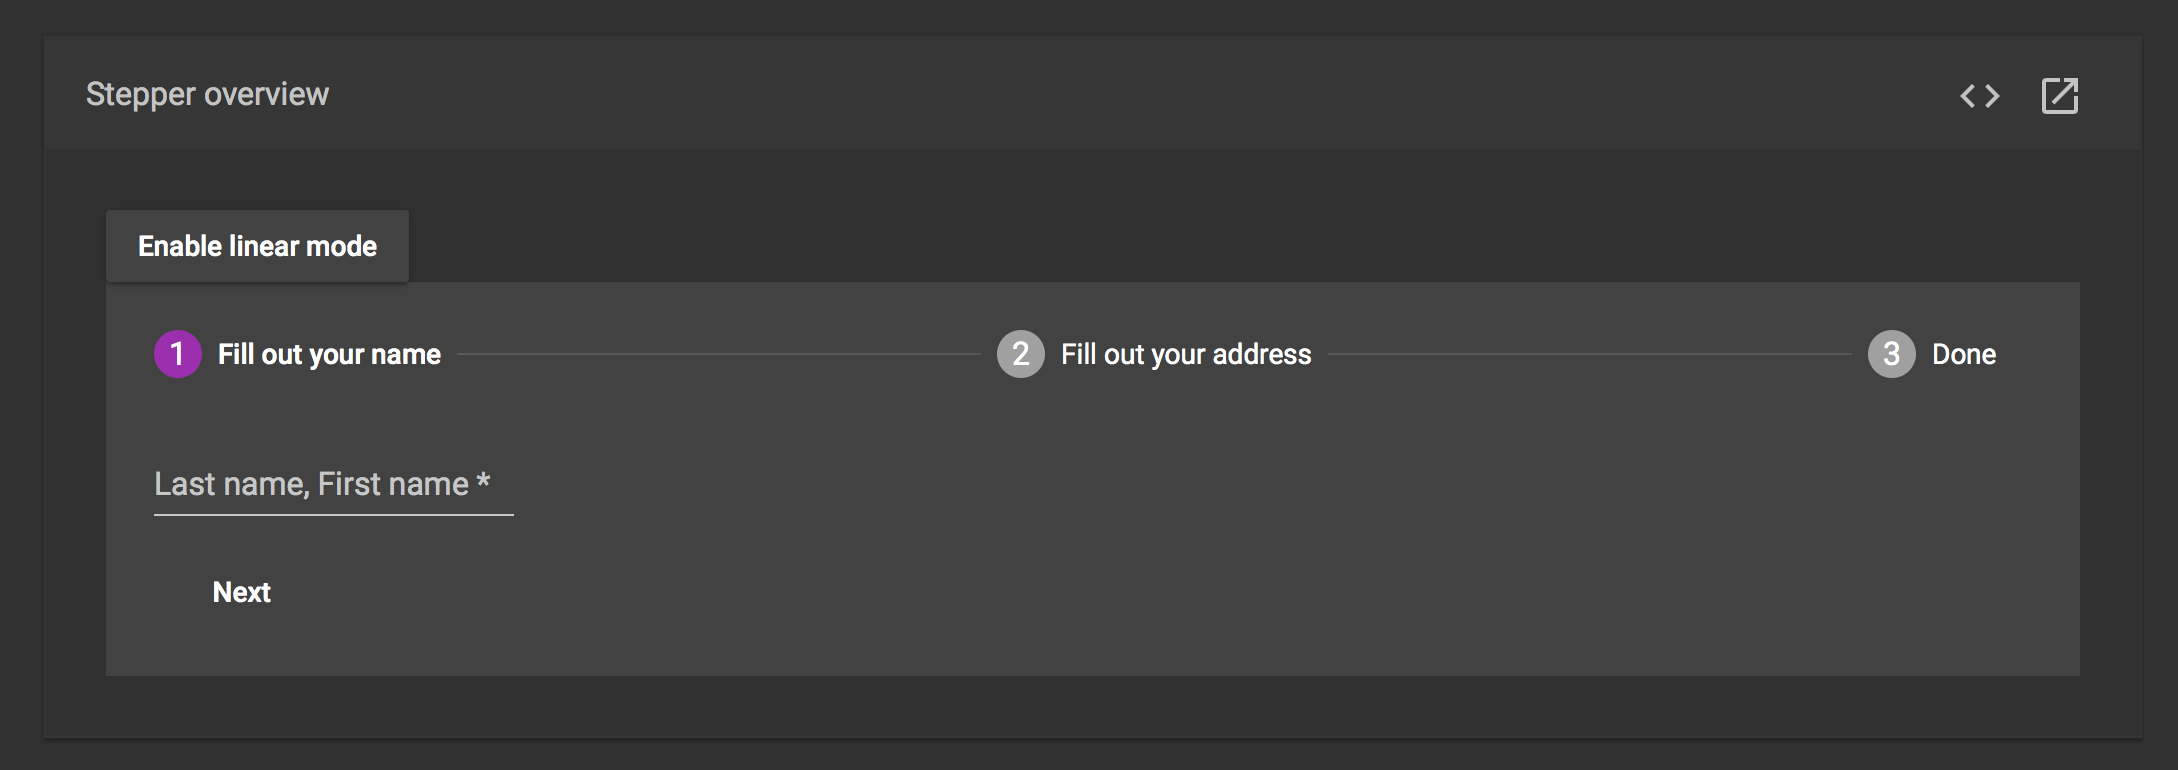 Stepper overview
Enable linear mode
1 Fill out your name 2 Fill out your address 3 Done
Last name, First name *
Next